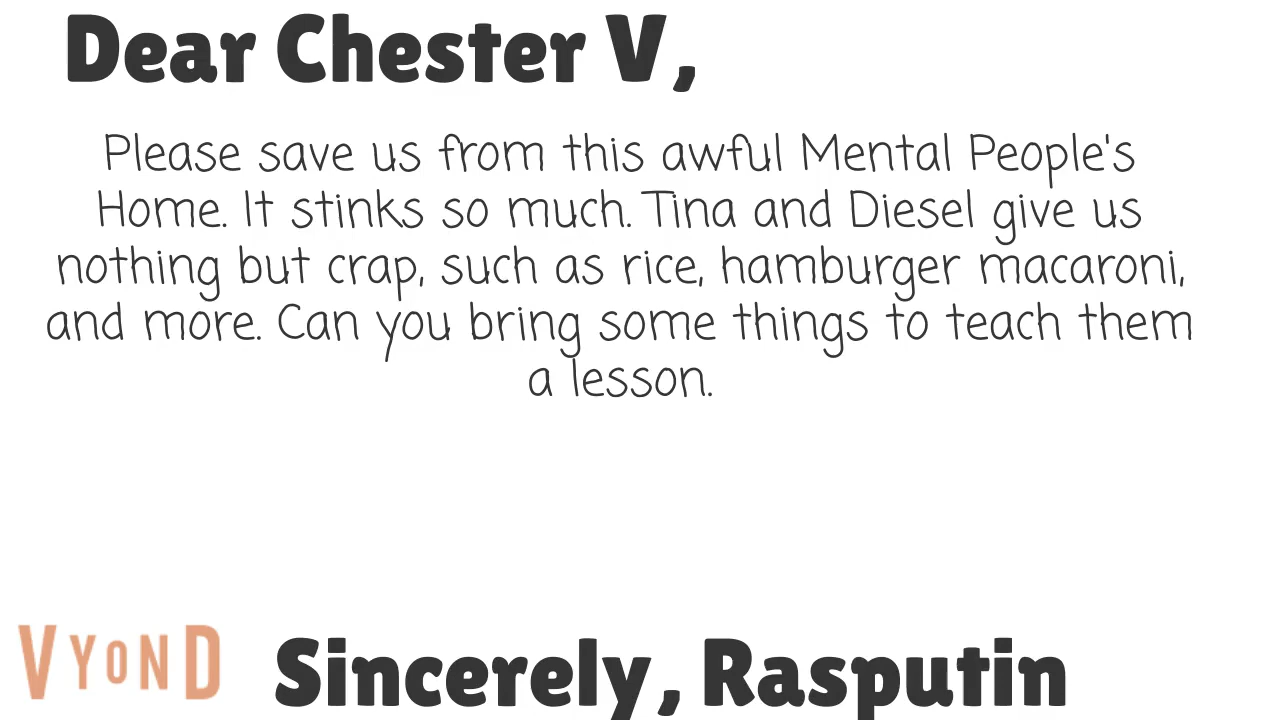 Dear Chester V,
Please save us from this awful Mental People's
Home. It stinks so much. Tina and Diesel give us
nothing but crap, such as rice, hamburger macaroni,
and more. Can you bring some things to teach them
a lesson.
VYOND
Sincerely, Rasputin